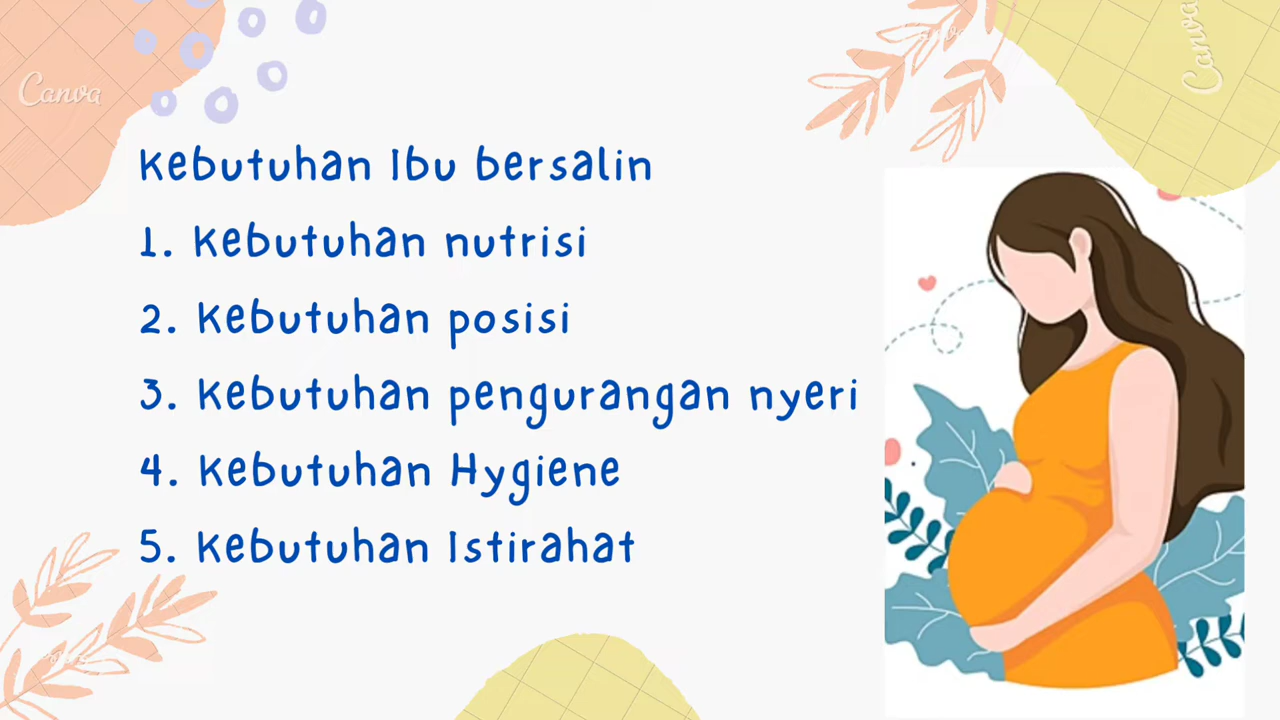 Canva
Canva
Canva
Kebutuhan Ibu bersalin
1. Kebutuhan nutrisi
2. Kebutuhan posisi
3. Kebutuhan pengurangan nyeri
4. Kebutuhan Hygiene
5. Kebutuhan Istirahat